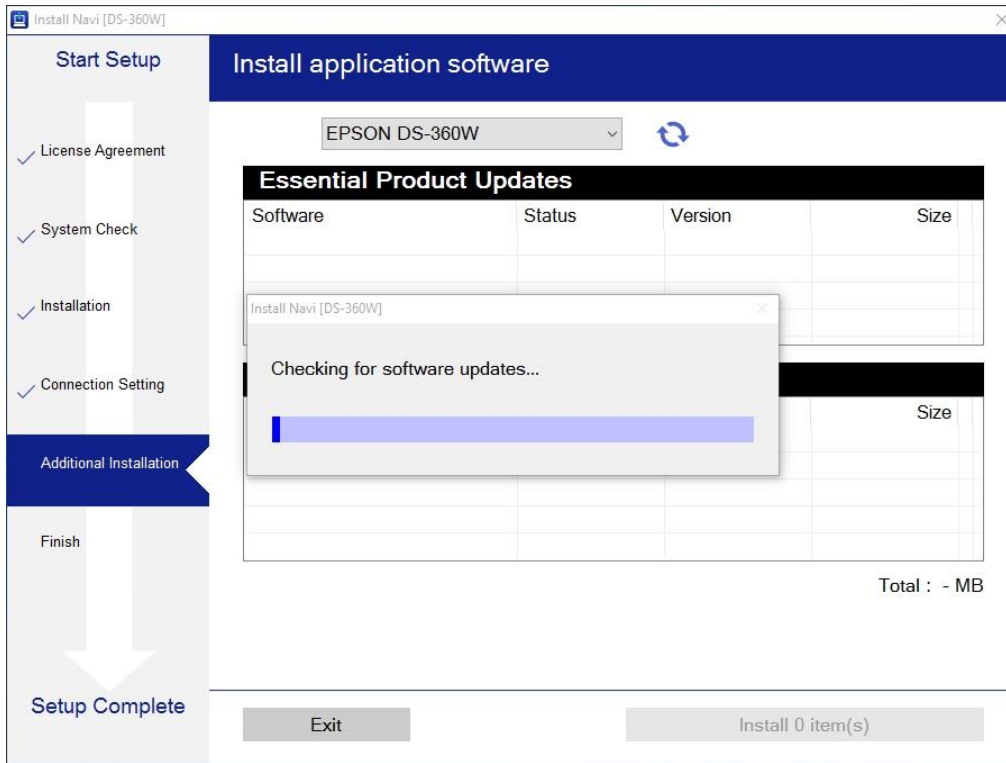 Install Navi [DS-360W]
Start Setup
License Agreement
System Check
Installation
Connection Setting
Additional Installation
Finish
Setup Complete
Install application software
EPSON DS-360W
Essential Product Updates
Software Status Version Size
Install Navi [DS-360W]
Checking for software updates...
Size
Total : - MB
Exit
Install 0 item(s)